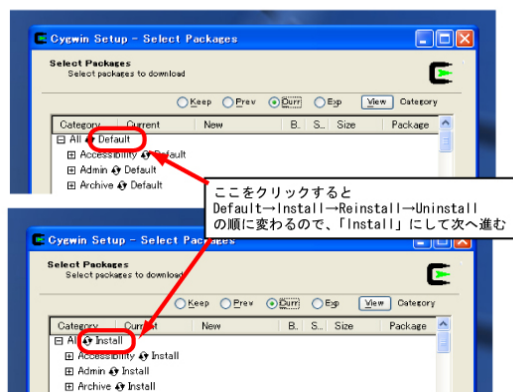 Cygwin Setup - Select Packages
Select Packages
Select packages to download
Keep Prev Curr Exp View Category
Category Current New B.. S.. Size Package
All Default
Accessibility Default
Admin Default
Archive Default
ここをクリックすると
Default→Install→Reinstall→Uninstall
の順に変わるので、「Install」にして次へ進む
Cygwin Setup - Select Packages
Select Packages
Select packages to download
Keep Prev Curr Exp View Category
Category Current New B.. S.. Size Package
All Install
Accessibility Install
Admin Install
Archive Install